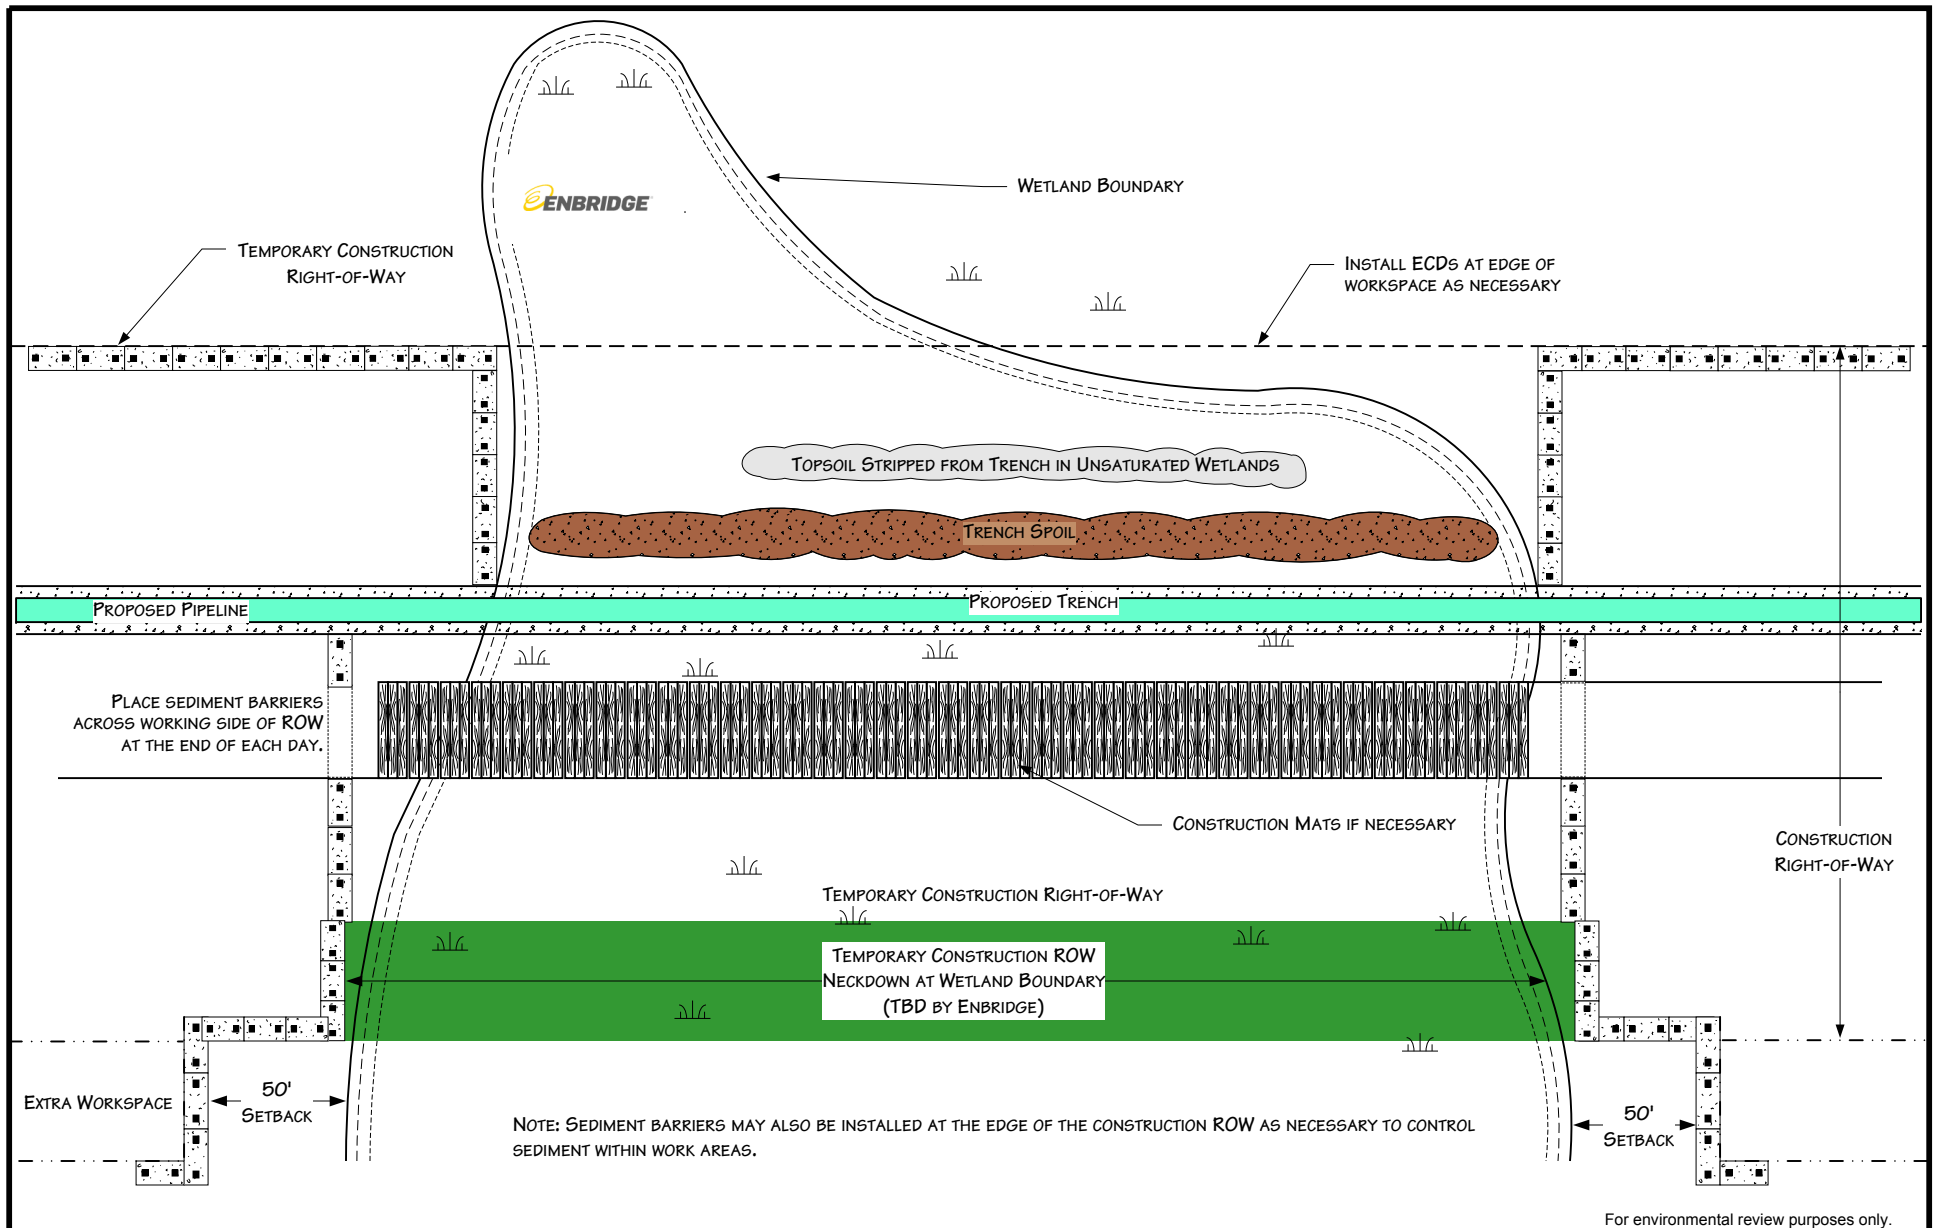 ENBRIDGE
Wetland Boundary
Temporary Construction
Right-of-Way
Install ECDs at edge of
workspace as necessary
Topsoil Stripped from Trench in Unsaturated Wetlands
Trench Spoil
Proposed Pipeline
Proposed Trench
Place sediment barriers
across working side of ROW
at the end of each day.
Construction Mats if necessary
Construction
Right-of-Way
Temporary Construction Right-of-Way
Temporary Construction ROW
Neckdown at Wetland Boundary
(TBD by Enbridge)
Extra Workspace
50'
Setback
50'
Setback
Note: Sediment barriers may also be installed at the edge of the construction ROW as necessary to control
sediment within work areas.
For environmental review purposes only.